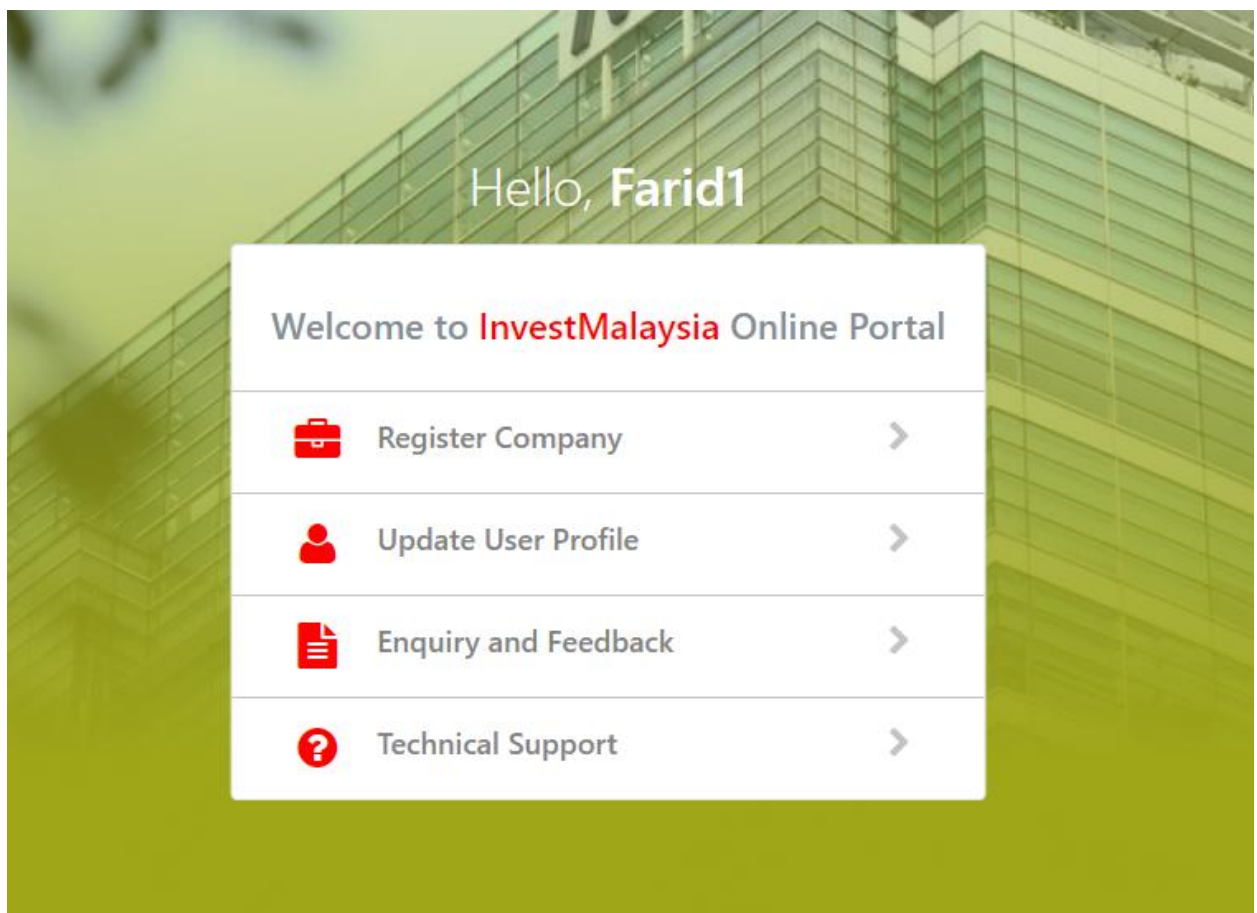 Hello, Farid1
Welcome to InvestMalaysia Online Portal
Register Company
Update User Profile
Enquiry and Feedback
Technical Support